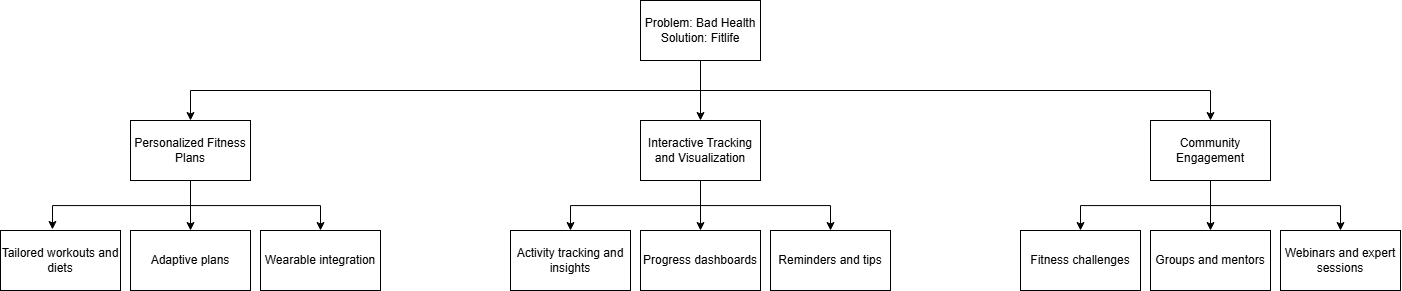 Problem: Bad Health
Solution: Fitlife
Personalized Fitness
Plans
Interactive Tracking
and Visualization
Community
Engagement
Tailored workouts and
diets
Adaptive plans
Wearable integration
Activity tracking and
insights
Progress dashboards
Reminders and tips
Fitness challenges
Groups and mentors
Webinars and expert
sessions